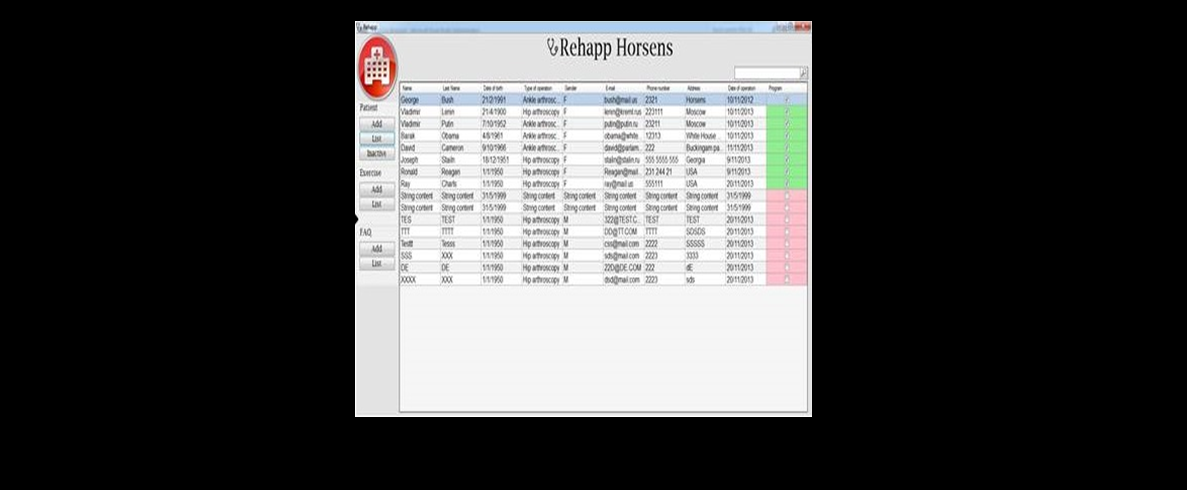 Rehapp
Rehapp Horsens
Name Last Name Date of birth Type of operation Gender E-mail Phone number Address Date of operation Program
George Bush 21/2/1991 Ankle arthrosc... F bush@mail.us 2321 Horsens 10/11/2012
Vladimir Lenin 21/4/1900 Hip arthroscopy F lenin@kreml.rus 223111 Moscow 10/11/2013
Vladimir Putin 7/10/1952 Ankle arthrosc... F putin@putin.ru 23211 Moscow 10/11/2013
Barak Obama 4/8/1961 Ankle arthrosc... F obama@white... 12313 White House ... 10/11/2013
David Cameron 9/10/1966 Ankle arthrosc... F david@parlam... 222 Buckingam pa... 11/11/2013
Joseph Stalin 18/12/1951 Hip arthroscopy F stalin@stalin.ru 555 5555 555 Georgia 9/11/2013
Ronald Reagan 1/1/1950 Hip arthroscopy F Reagan@mail... 231 244 21 USA 9/11/2013
Ray Charls 1/1/1950 Hip arthroscopy F ray@mail.us 555111 USA 20/11/2013
String content String content 31/5/1999 String content String content String content String content String content 31/5/1999
String content String content 31/5/1999 String content String content String content String content String content 31/5/1999
TES TEST 1/1/1950 Hip arthroscopy M 322@TEST.C... TEST TEST 20/11/2013
TTT TTTT 1/1/1950 Hip arthroscopy M DD@TT.COM TTTT SDSDS 20/11/2013
Testtt Tesss 1/1/1950 Hip arthroscopy M css@mail.com 2222 SSSSS 20/11/2013
SSS XXX 1/1/1950 Hip arthroscopy M sds@mail.com 2223 3333 20/11/2013
DE DE 1/1/1950 Hip arthroscopy M 22D@DE.COM 222 dE 20/11/2013
XXXX XXX 1/1/1950 Hip arthroscopy M dsd@mail.com 2223 sds 20/11/2013
Patient
Add
List
Inactive
Exercise
Add
List
FAQ
Add
List